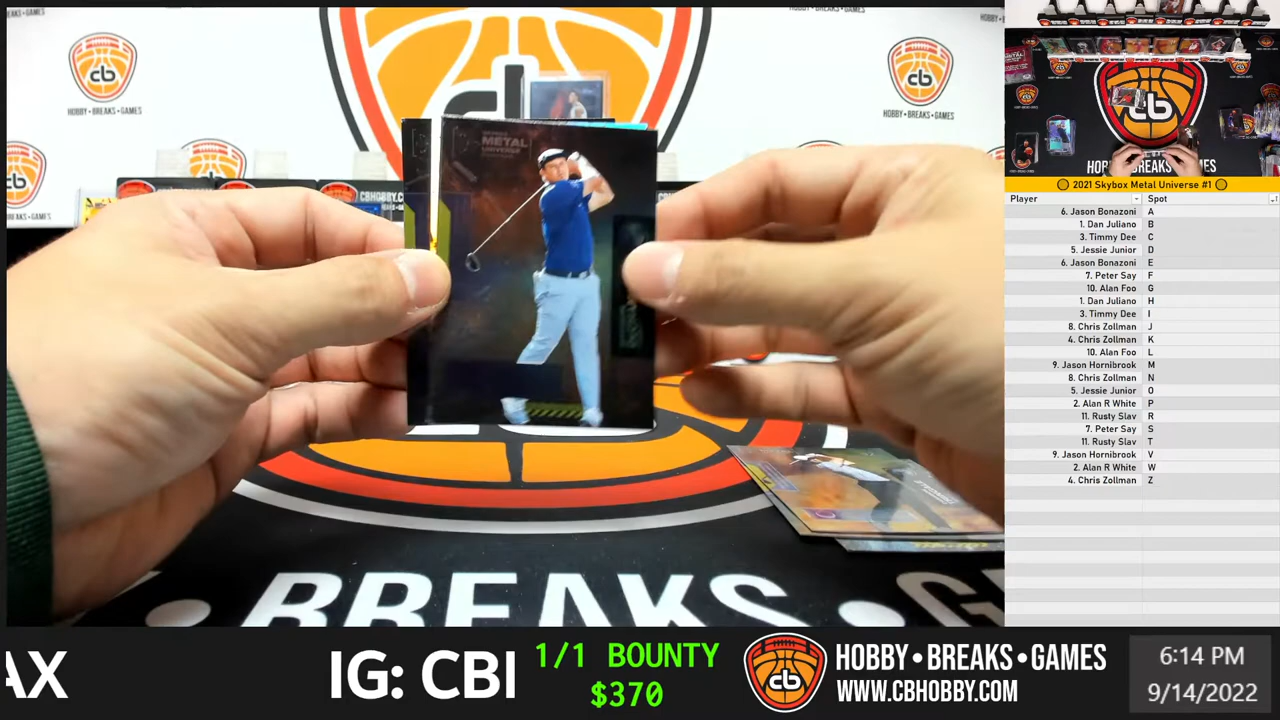 HOBBY • BREAKS • GAMES
HOBBY • BREAKS • GAMES
cb
cb
METAL
UNIVERSE
CBHOBBY.COM
BREAKS • G
cb
HOBBY
GAMES
2021 Skybox Metal Universe #1
Player Spot
6. Jason Bonazoni A
1. Dan Juliano B
3. Timmy Dee C
5. Jessie Junior D
6. Jason Bonazoni E
7. Peter Say F
10. Alan Foo G
1. Dan Juliano H
3. Timmy Dee I
8. Chris Zollman J
4. Chris Zollman K
10. Alan Foo L
9. Jason Hornibrook M
8. Chris Zollman N
5. Jessie Junior O
2. Alan R White P
11. Rusty Slav R
7. Peter Say S
11. Rusty Slav T
9. Jason Hornibrook V
2. Alan R White W
4. Chris Zollman Z
AX
IG: CBI
1/1 BOUNTY
$370
cb
HOBBY • BREAKS • GAMES
WWW.CBHOBBY.COM
6:14 PM
9/14/2022